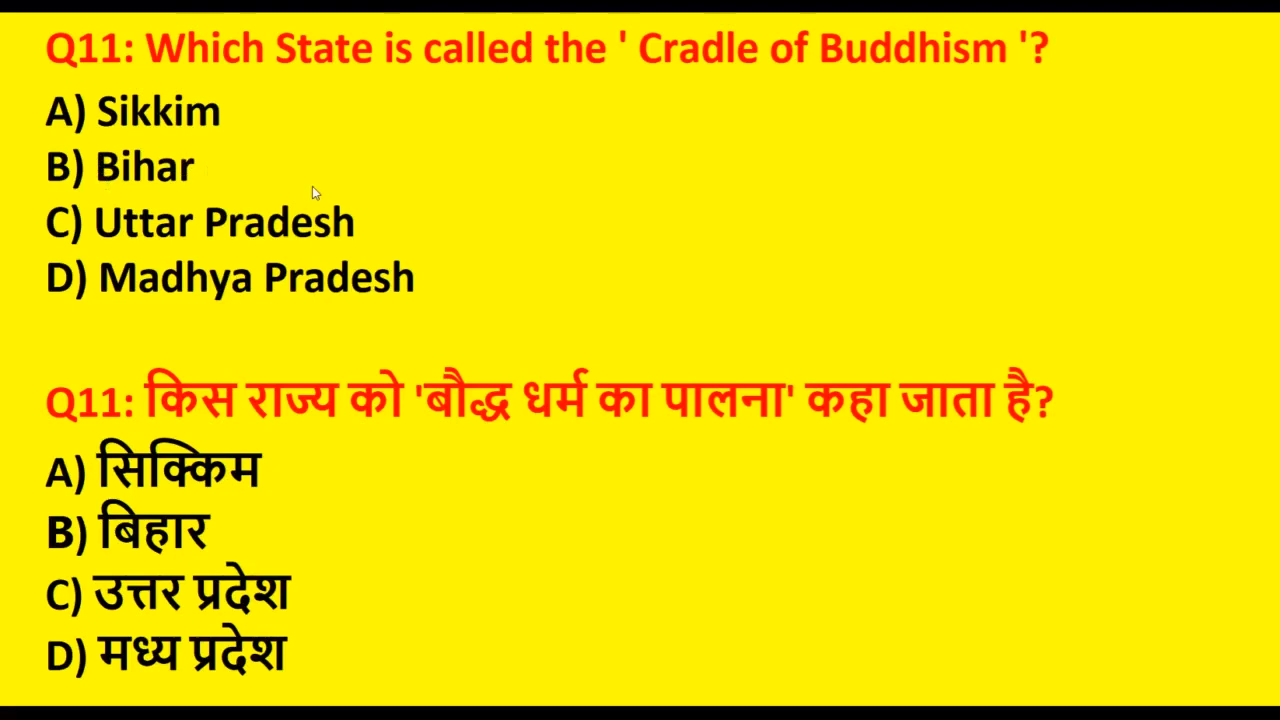 Q11: Which State is called the ' Cradle of Buddhism '?
A) Sikkim
B) Bihar
C) Uttar Pradesh
D) Madhya Pradesh
Q11: किस राज्य को 'बौद्ध धर्म का पालना' कहा जाता है?
A) सिक्किम
B) बिहार
C) उत्तर प्रदेश
D) मध्य प्रदेश